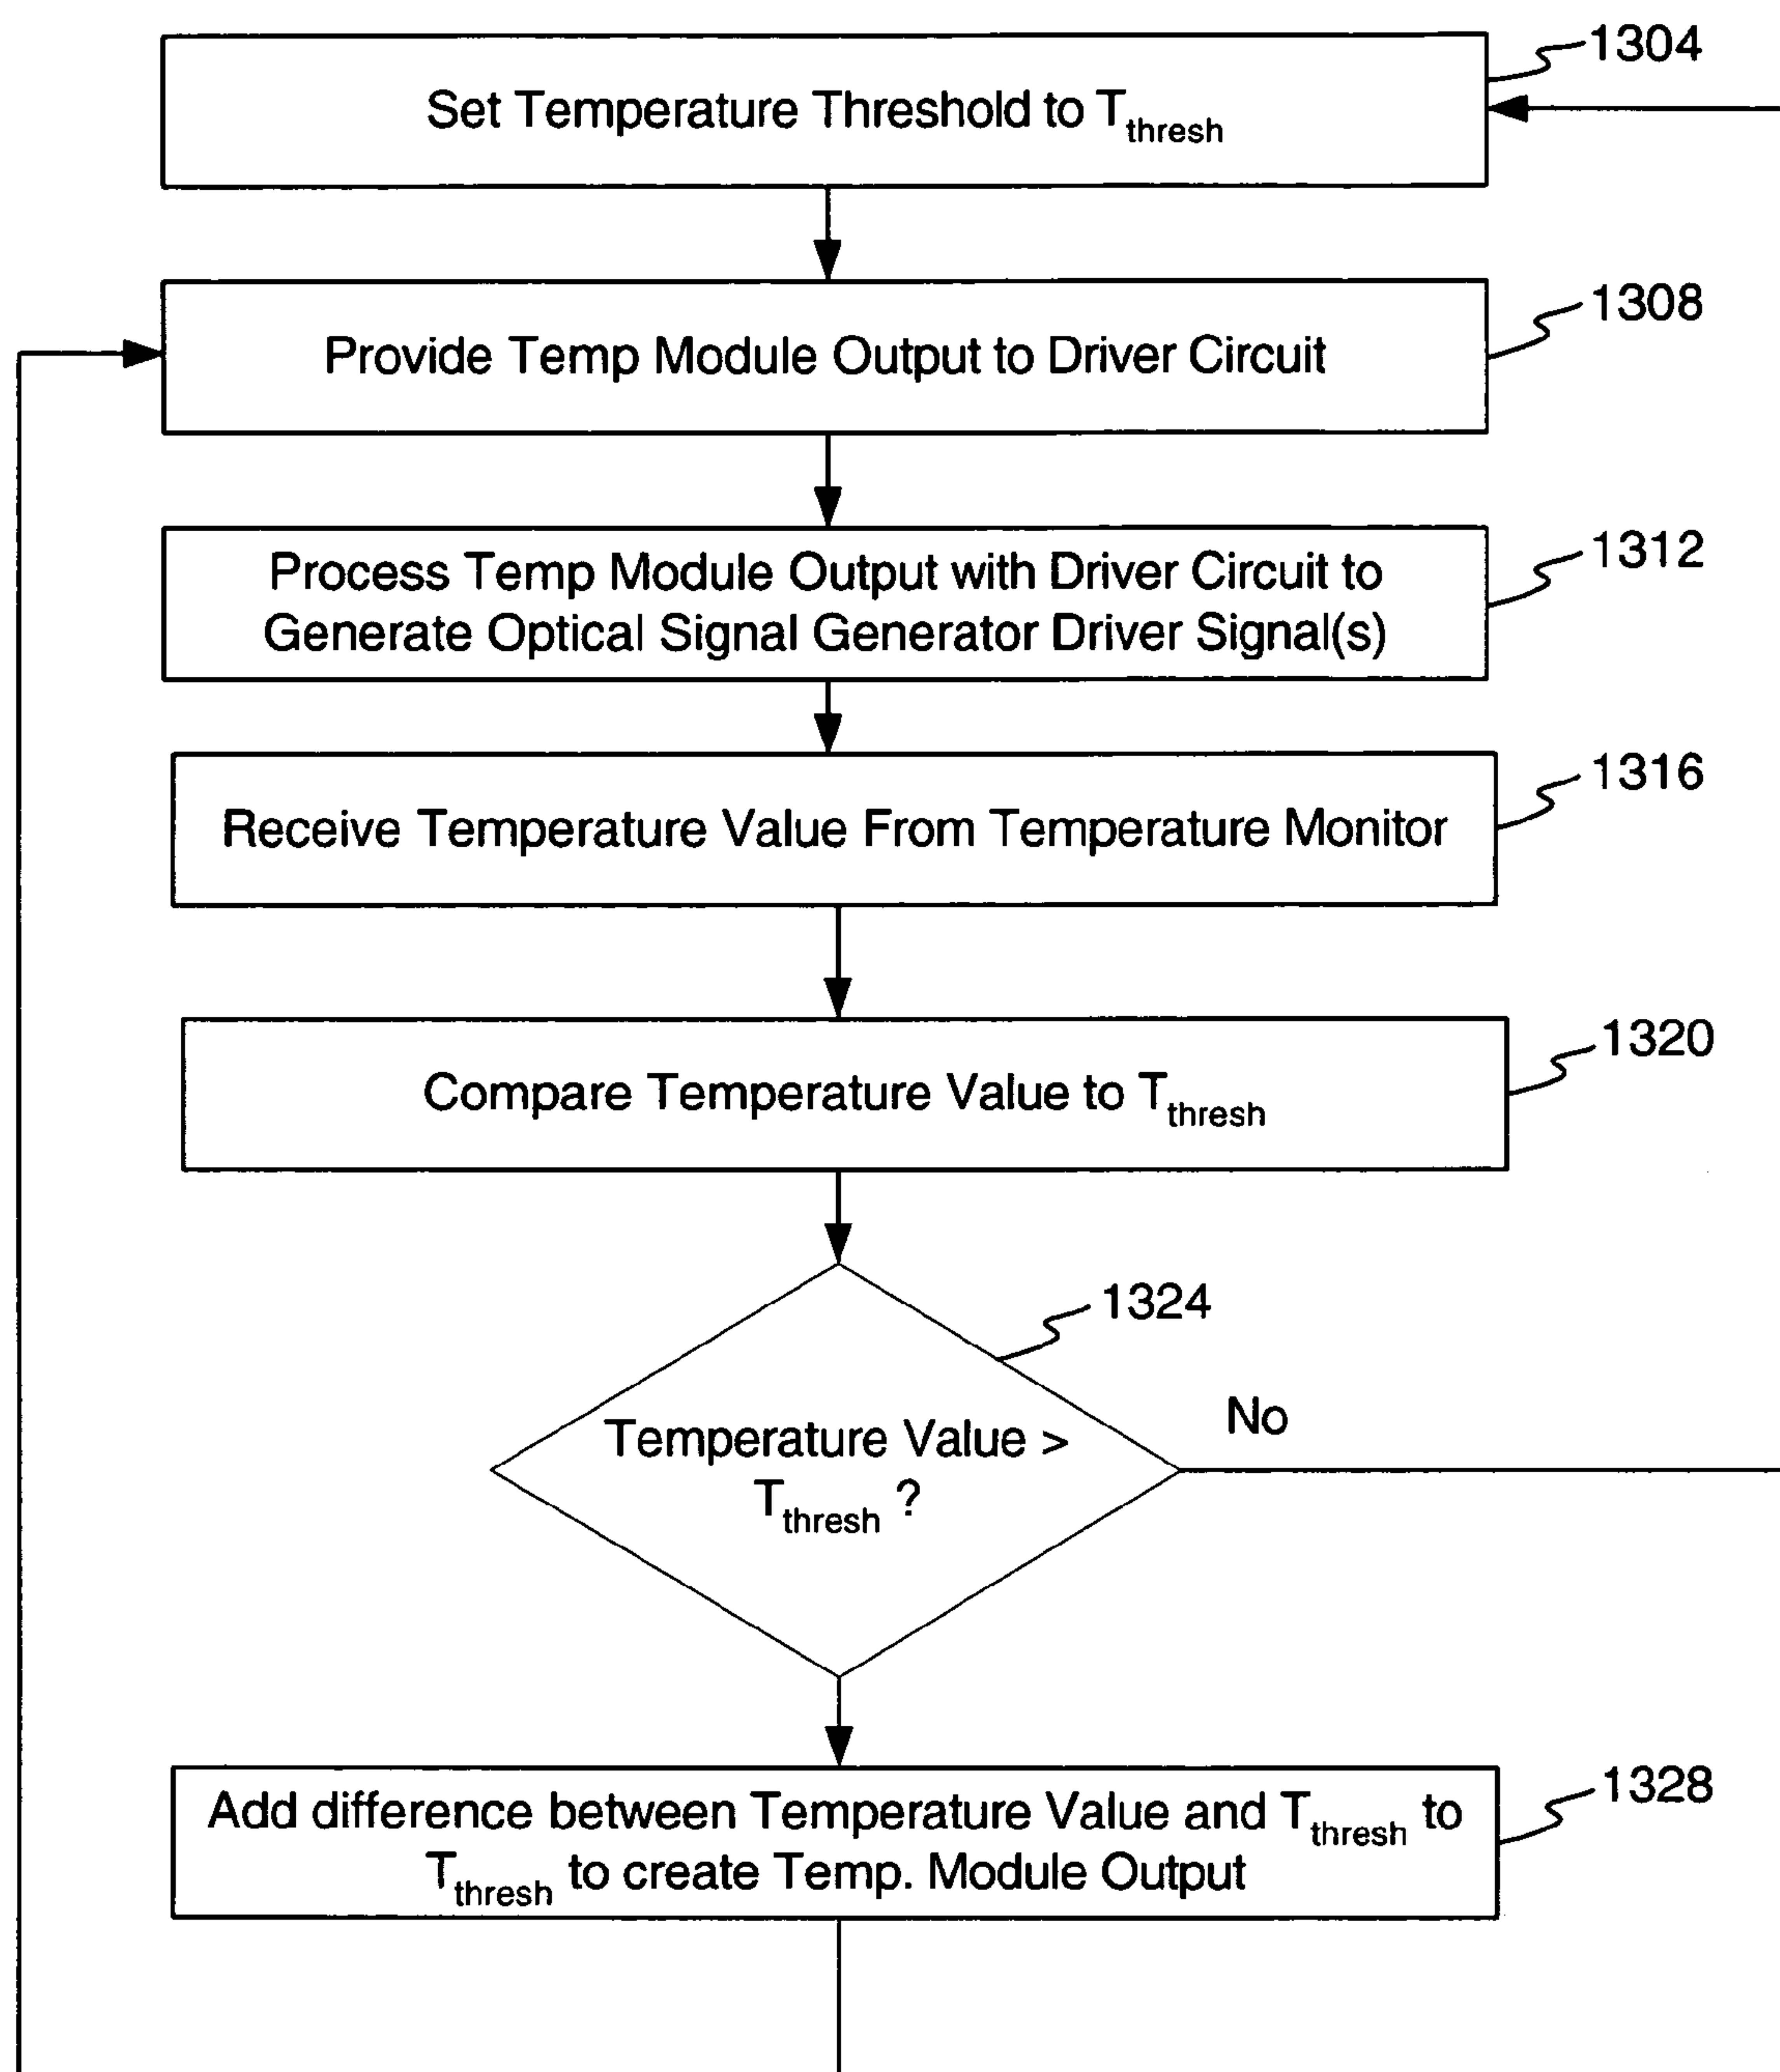 1304
Set Temperature Threshold to Tthresh
1308
Provide Temp Module Output to Driver Circuit
1312
Process Temp Module Output with Driver Circuit to
Generate Optical Signal Generator Driver Signal(s)
1316
Receive Temperature Value From Temperature Monitor
1320
Compare Temperature Value to Tthresh
1324
No
Temperature Value >
Tthresh ?
1328
Add difference between Temperature Value and Tthresh to
Tthresh to create Temp. Module Output